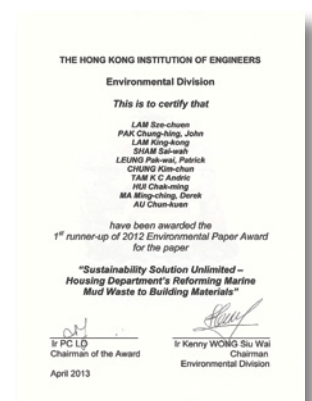 THE HONG KONG INSTITUTION OF ENGINEERS
Environmental Division
This is to certify that
LAM Sze-chuen
PAK Chung-hing, John
LAM King-kong
SHAM Sai-wah
LEUNG Pak-wai, Patrick
CHUNG Kim-chun
TAM K C Andric
HUI Chak-ming
MA Ming-ching, Derek
AU Chun-kuen
have been awarded the
1st runner-up of 2012 Environmental Paper Award
for the paper
"Sustainability Solution Unlimited –
Housing Department's Reforming Marine
Mud Waste to Building Materials"
Ir PC LO
Chairman of the Award
Ir Kenny WONG Siu Wai
Chairman
Environmental Division
April 2013